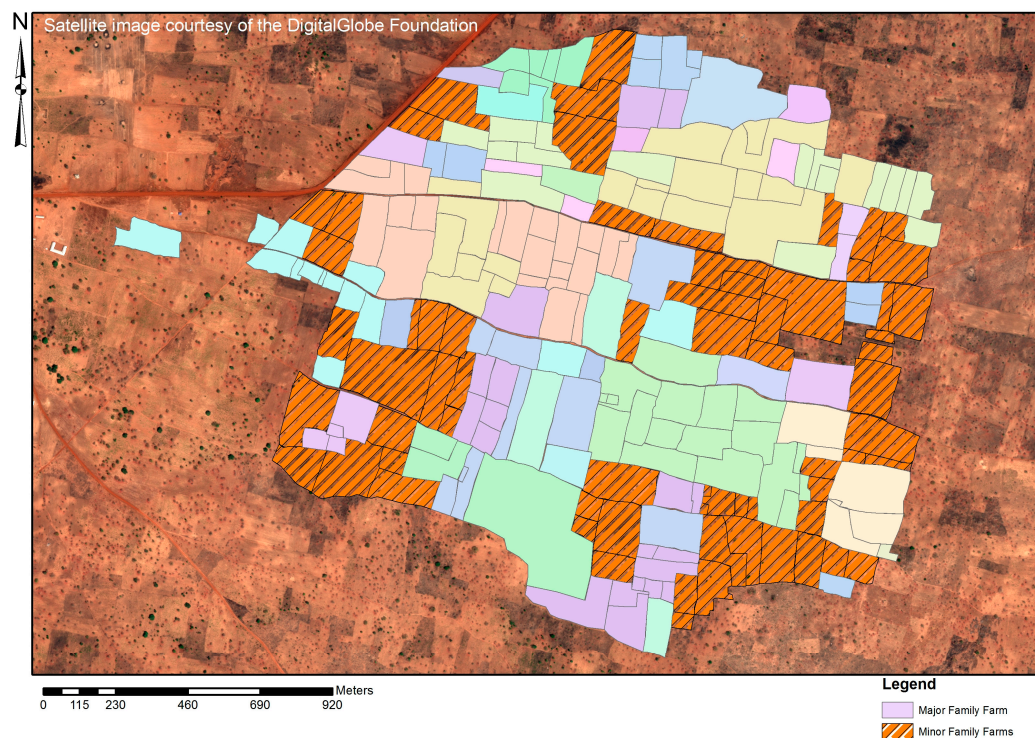 N
Satellite image courtesy of the DigitalGlobe Foundation
Meters
0 115 230 460 690 920
Legend
Major Family Farm
Minor Family Farms